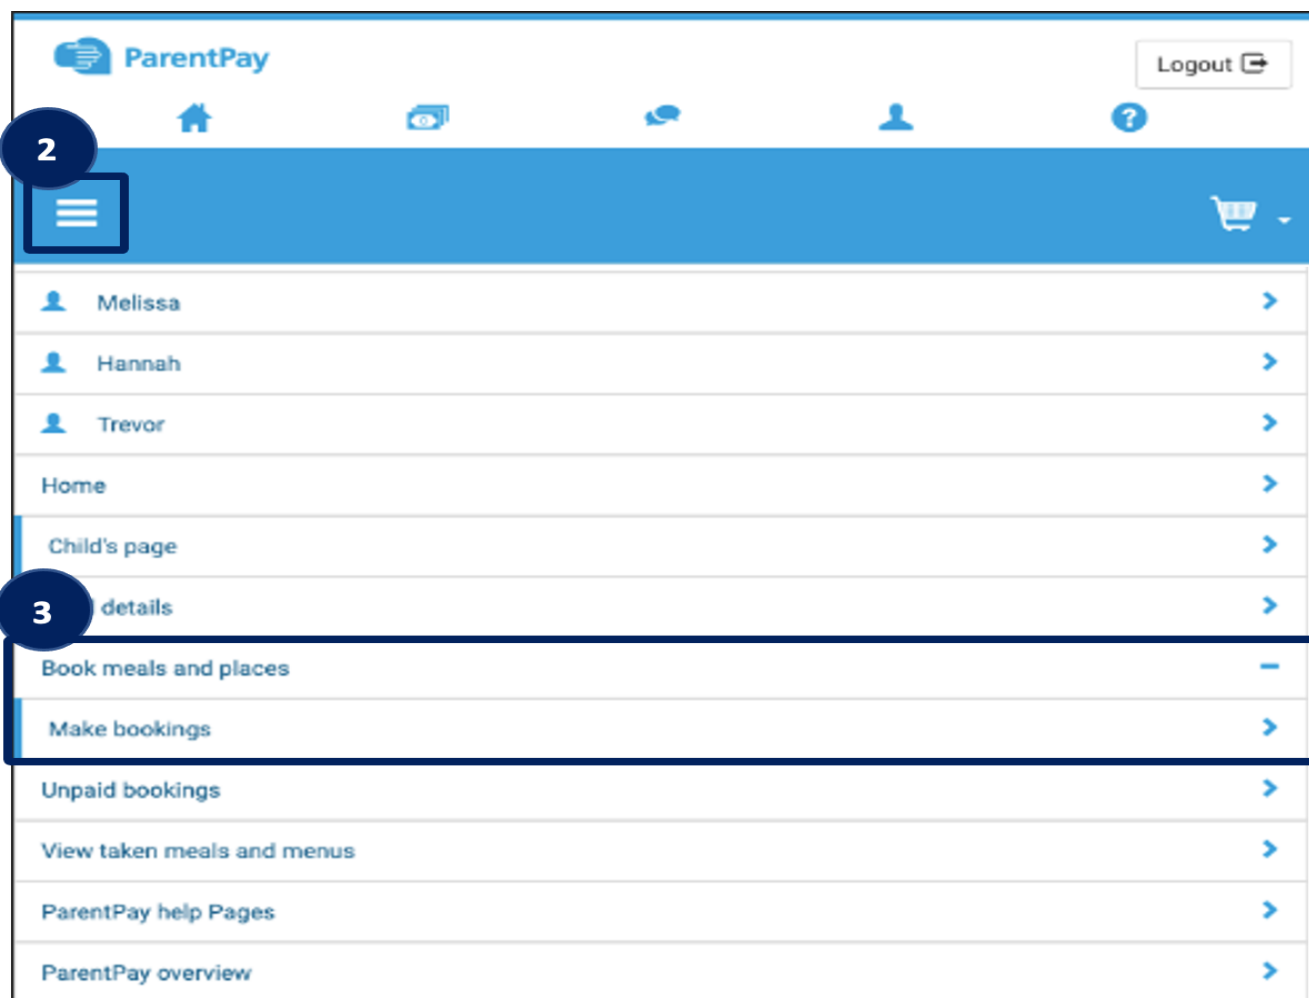 ParentPay
Logout
2
Melissa
Hannah
Trevor
Home
Child's page
3
details
Book meals and places
Make bookings
Unpaid bookings
View taken meals and menus
ParentPay help Pages
ParentPay overview